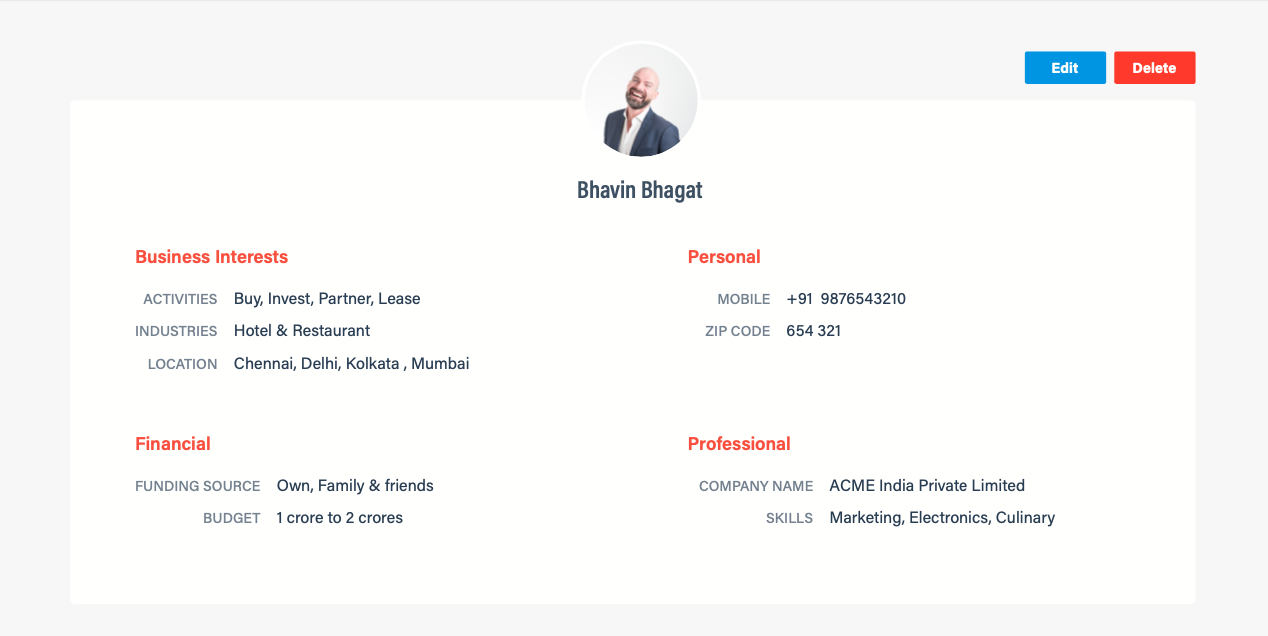 Edit Delete
Bhavin Bhagat
Business Interests
ACTIVITIES Buy, Invest, Partner, Lease
INDUSTRIES Hotel & Restaurant
LOCATION Chennai, Delhi, Kolkata , Mumbai
Personal
MOBILE +91 9876543210
ZIP CODE 654 321
Financial
FUNDING SOURCE Own, Family & friends
BUDGET 1 crore to 2 crores
Professional
COMPANY NAME ACME India Private Limited
SKILLS Marketing, Electronics, Culinary